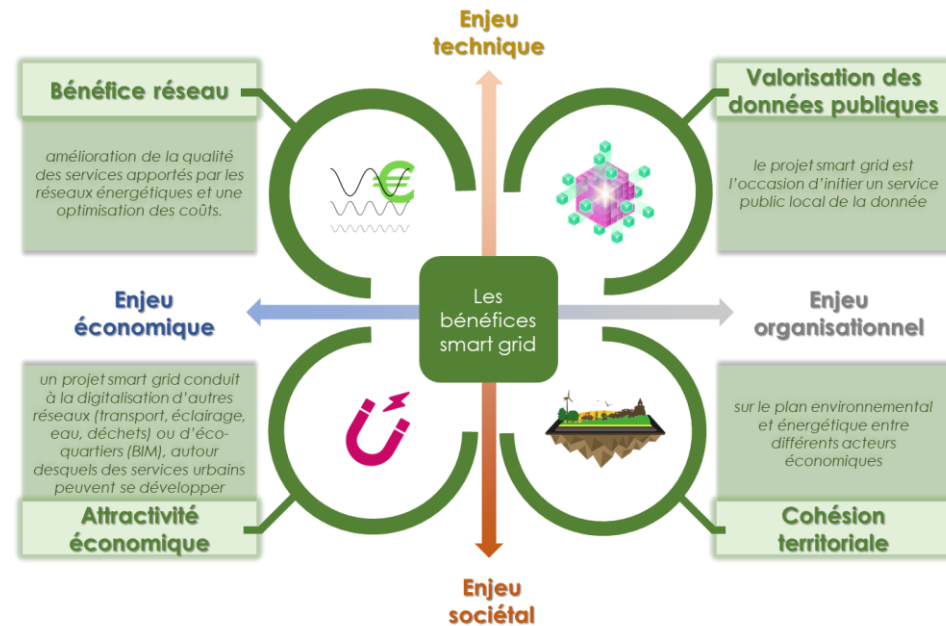 Enjeu
technique
Bénéfice réseau
amélioration de la qualité
des services apportés par les
réseaux énergétiques et une
optimisation des coûts.
Valorisation des
données publiques
le projet smart grid est
l'occasion d'initier un service
public local de la donnée
Enjeu
économique
Les
bénéfices
smart grid
Enjeu
organisationnel
un projet smart grid conduit
à la digitalisation d'autres
réseaux (transport, éclairage,
eau, déchets) ou d'éco-
quartiers (BIM), autour
desquels des services urbains
peuvent se développer
Attractivité
économique
sur le plan environnemental
et énergétique entre
différents acteurs
économiques
Cohésion
territoriale
Enjeu
sociétal